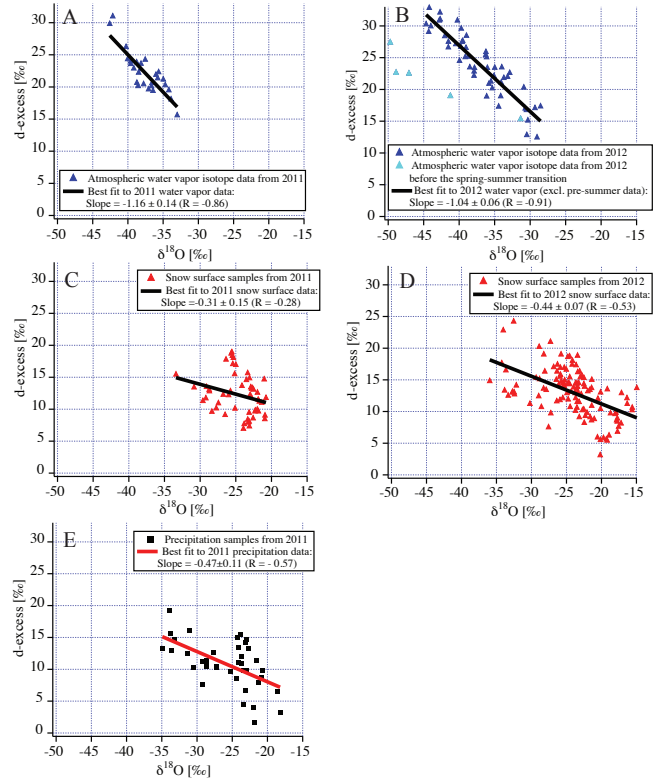 A
30
25
20
15
10
5
0
d-excess [‰]
Atmospheric water vapor isotope data from 2011
Best fit to 2011 water vapor data:
Slope = -1.16 ± 0.14 (R = -0.86)
-50 -45 -40 -35 -30 -25 -20 -15
δ18O [‰]
B
30
25
20
15
10
5
0
d-excess [‰]
Atmospheric water vapor isotope data from 2012
Atmospheric water vapor isotope data from 2012
before the spring-summer transition
Best fit to 2012 water vapor (excl. pre-summer data):
Slope = -1.04 ± 0.06 (R = -0.91)
-50 -45 -40 -35 -30 -25 -20 -15
δ18O [‰]
C
30
25
20
15
10
5
0
d-excess [‰]
Snow surface samples from 2011
Best fit to 2011 snow surface data:
Slope =-0.31 ± 0.15 (R = -0.28)
-50 -45 -40 -35 -30 -25 -20 -15
δ18O [‰]
D
30
25
20
15
10
5
0
d-excess [‰]
Snow surface samples from 2012
Best fit to 2012 snow surface data:
Slope = -0.44 ± 0.07 (R = -0.53)
-50 -45 -40 -35 -30 -25 -20 -15
δ18O [‰]
E
30
25
20
15
10
5
0
d-excess [‰]
Precipitation samples from 2011
Best fit to 2011 precipitation data:
Slope = -0.47±0.11 (R = - 0.57)
-50 -45 -40 -35 -30 -25 -20 -15
δ18O [‰]